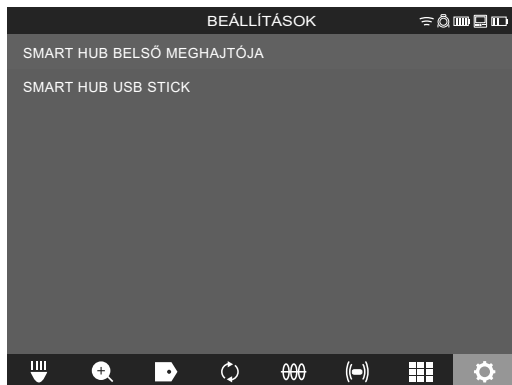 BEÁLLÍTÁSOK
SMART HUB BELSŐ MEGHAJTÓJA
SMART HUB USB STICK